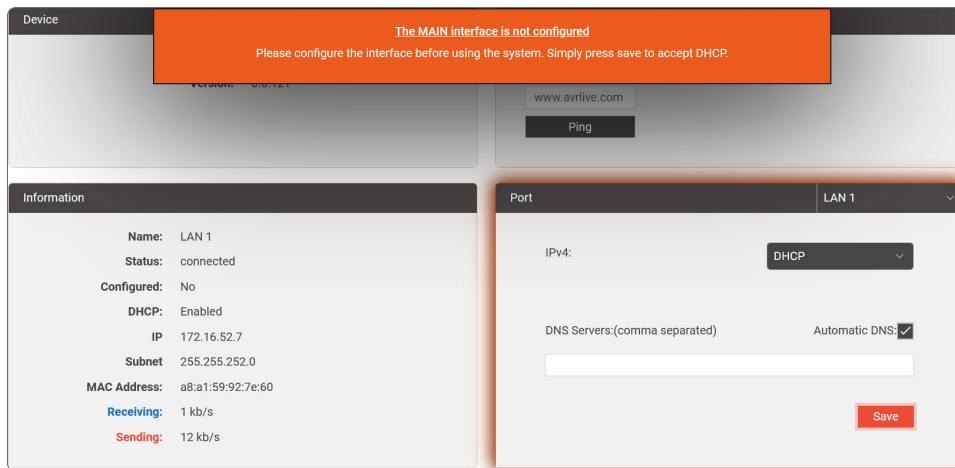 Device
The MAIN interface is not configured
Please configure the interface before using the system. Simply press save to accept DHCP.
www.avrlive.com
Ping
Information
Name: LAN 1
Status: connected
Configured: No
DHCP: Enabled
IP 172.16.52.7
Subnet 255.255.252.0
MAC Address: a8:a1:59:92:7e:60
Receiving: 1 kb/s
Sending: 12 kb/s
Port LAN 1
IPv4: DHCP
DNS Servers:(comma separated) Automatic DNS:
Save